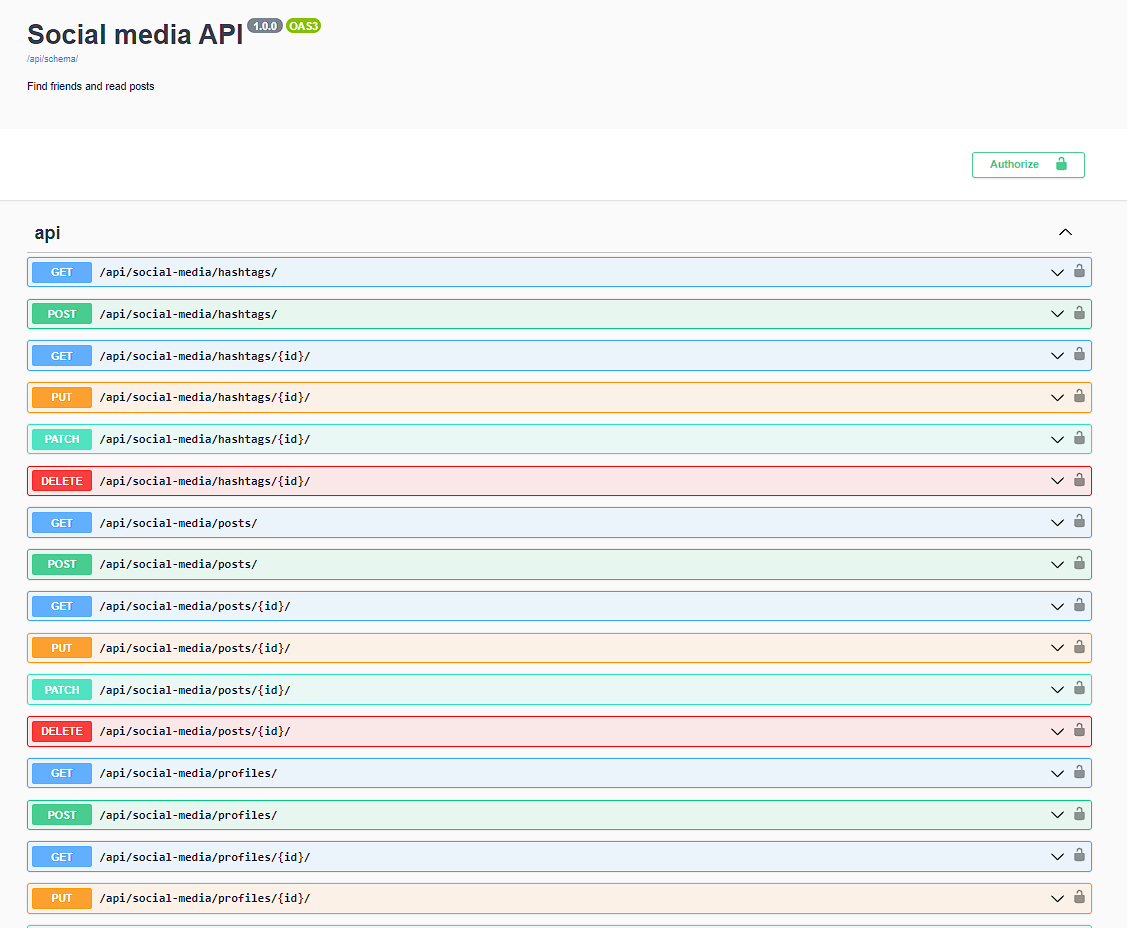 Social media API 1.0.0 OAS3
/api/schema/
Find friends and read posts
Authorize
api
GET /api/social-media/hashtags/
POST /api/social-media/hashtags/
GET /api/social-media/hashtags/{id}/
PUT /api/social-media/hashtags/{id}/
PATCH /api/social-media/hashtags/{id}/
DELETE /api/social-media/hashtags/{id}/
GET /api/social-media/posts/
POST /api/social-media/posts/
GET /api/social-media/posts/{id}/
PUT /api/social-media/posts/{id}/
PATCH /api/social-media/posts/{id}/
DELETE /api/social-media/posts/{id}/
GET /api/social-media/profiles/
POST /api/social-media/profiles/
GET /api/social-media/profiles/{id}/
PUT /api/social-media/profiles/{id}/